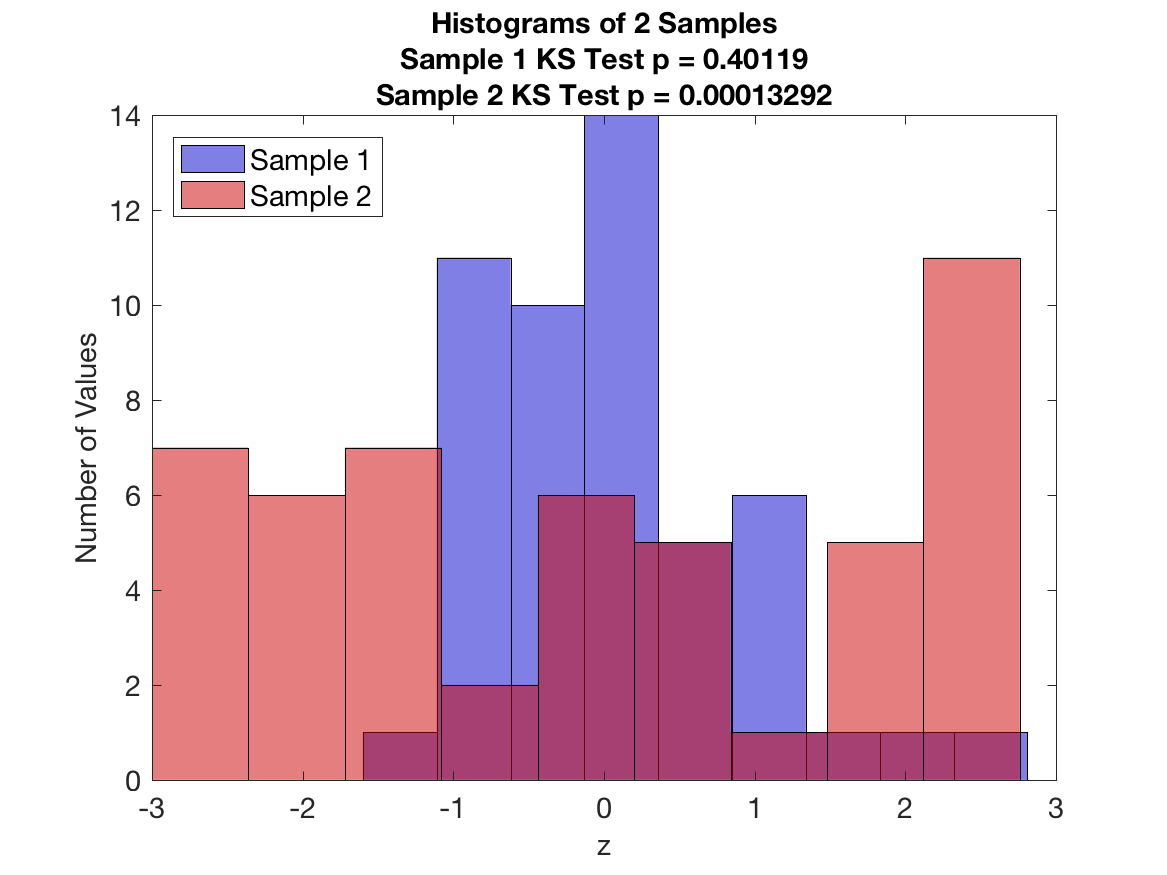 Histograms of 2 Samples
Sample 1 KS Test p = 0.40119
Sample 2 KS Test p = 0.00013292
14
12
10
8
6
4
2
0
Number of Values
Sample 1
Sample 2
-3 -2 -1 0 1 2 3
z